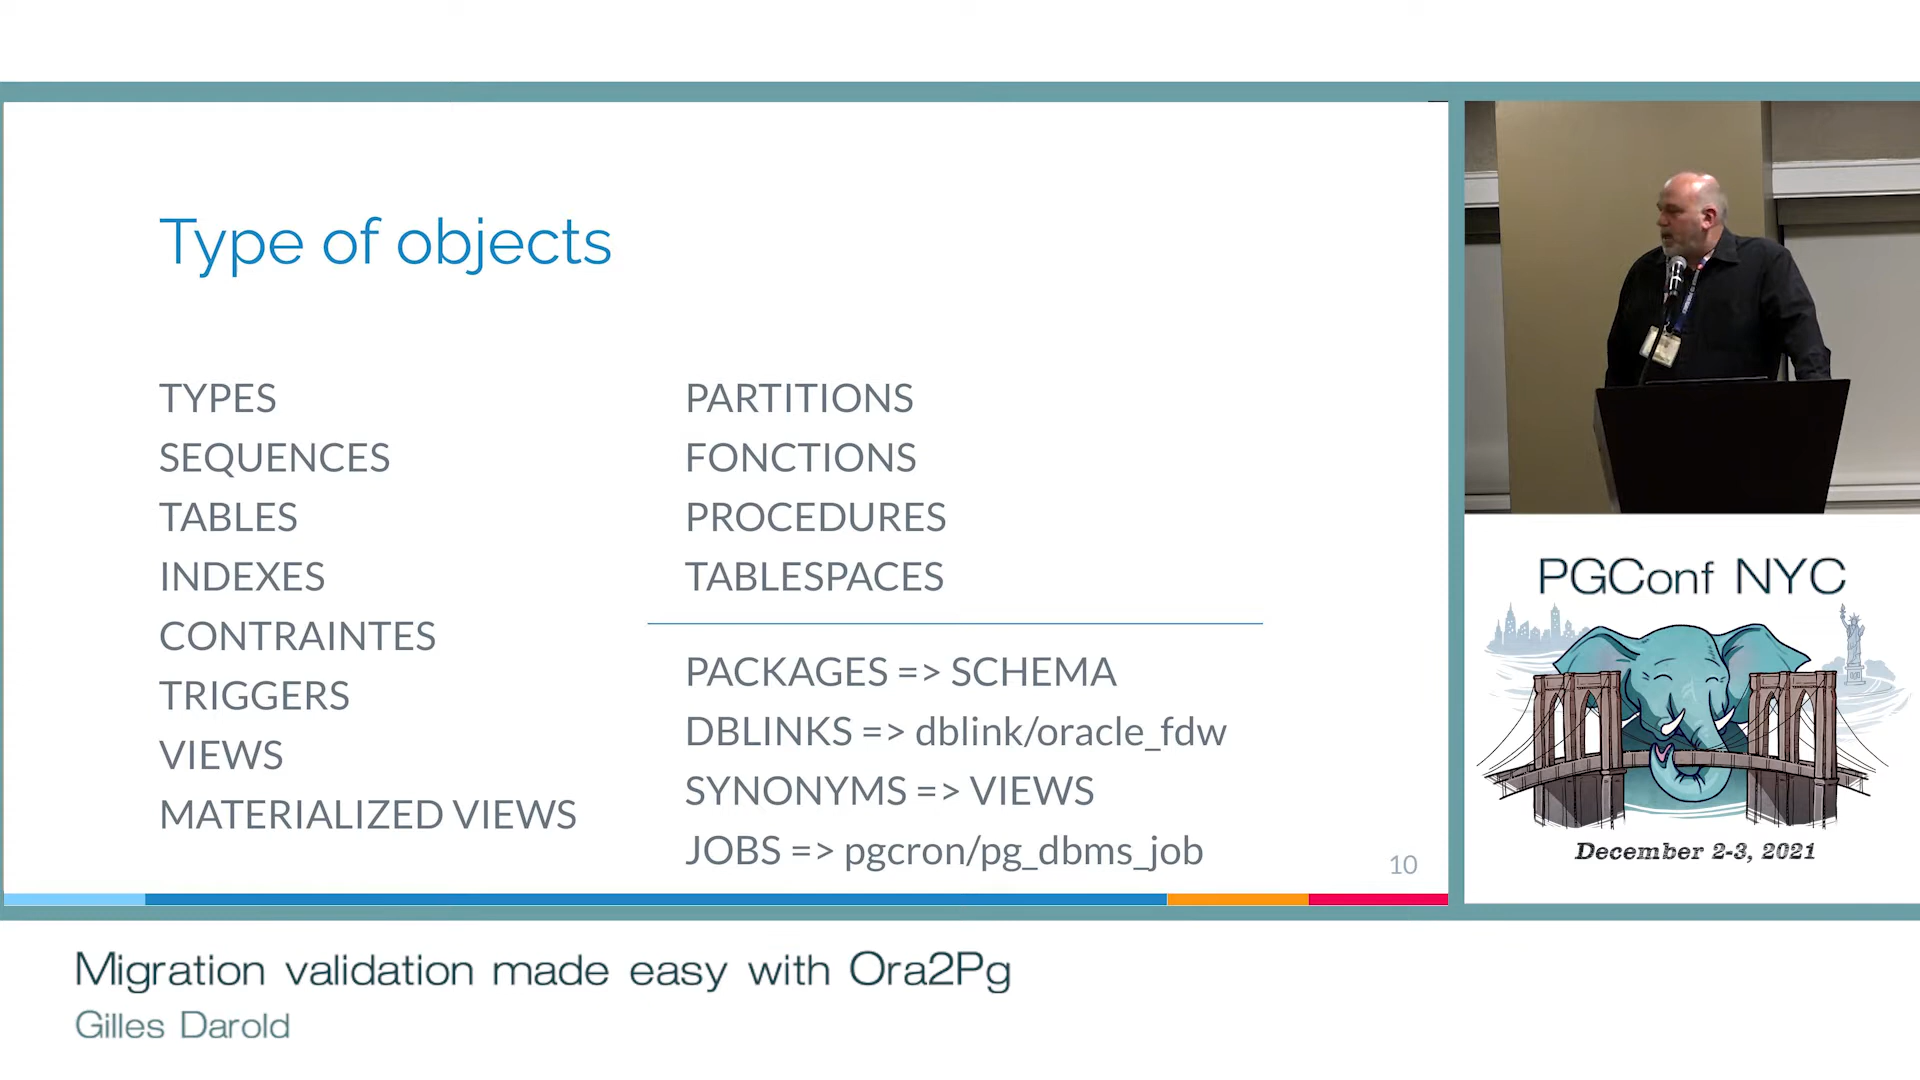 Type of objects
TYPES
SEQUENCES
TABLES
INDEXES
CONTRAINTES
TRIGGERS
VIEWS
MATERIALIZED VIEWS
PARTITIONS
FONCTIONS
PROCEDURES
TABLESPACES
PACKAGES => SCHEMA
DBLINKS => dblink/oracle_fdw
SYNONYMS => VIEWS
JOBS => pgcron/pg_dbms_job
10
PGConf NYC
December 2-3, 2021
Migration validation made easy with Ora2Pg
Gilles Darold